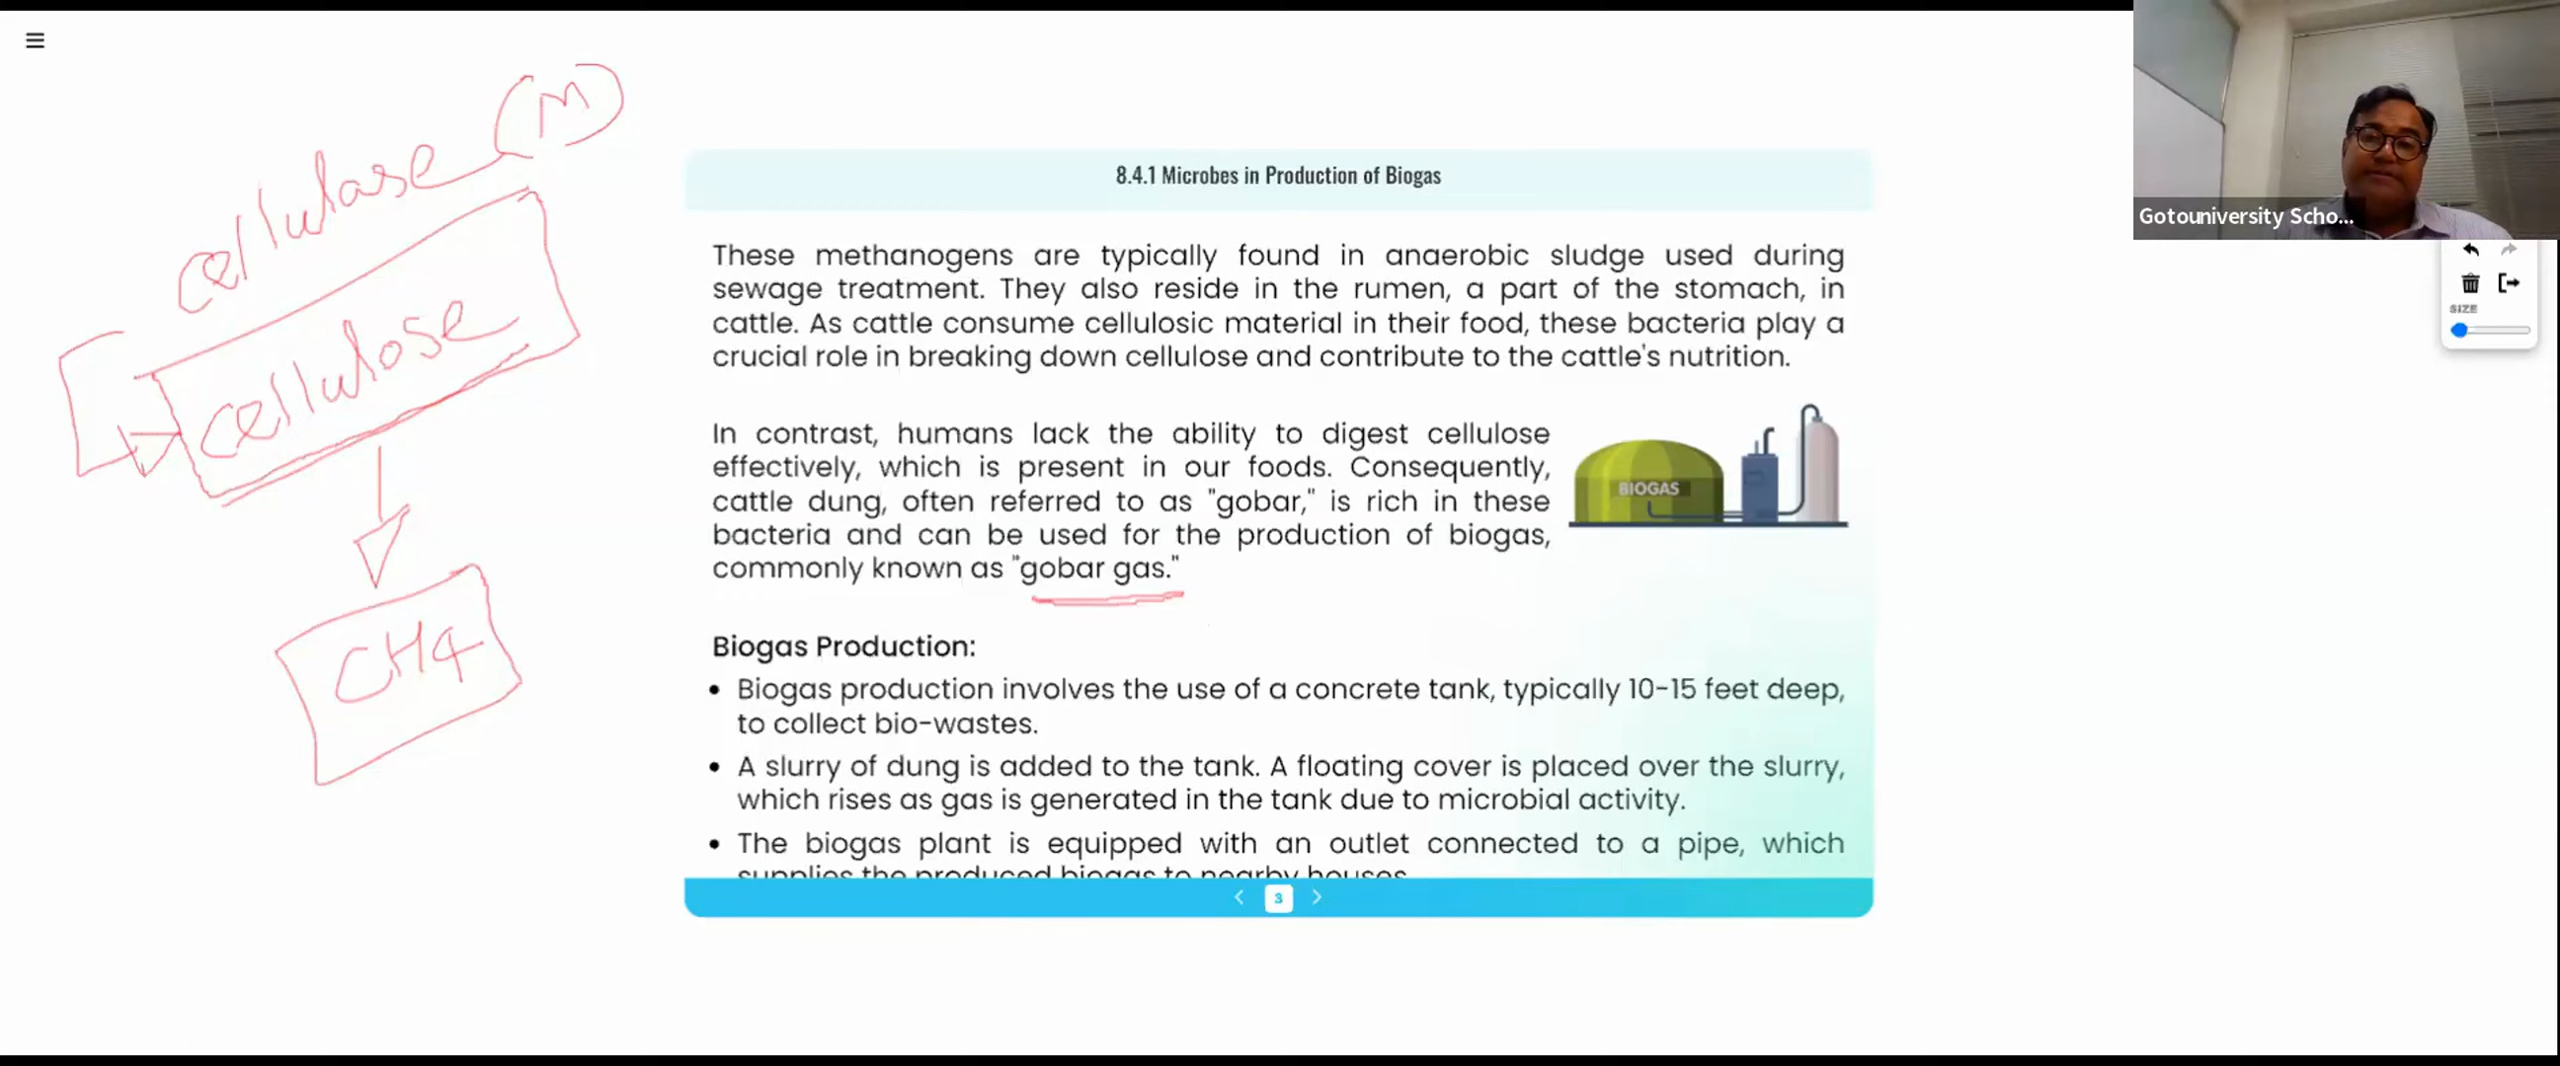 (M)
cellulase
cellulose
CH4
8.4.1 Microbes in Production of Biogas
These methanogens are typically found in anaerobic sludge used during
sewage treatment. They also reside in the rumen, a part of the stomach, in
cattle. As cattle consume cellulosic material in their food, these bacteria play a
crucial role in breaking down cellulose and contribute to the cattle's nutrition.
In contrast, humans lack the ability to digest cellulose
effectively, which is present in our foods. Consequently,
cattle dung, often referred to as "gobar," is rich in these
bacteria and can be used for the production of biogas,
commonly known as "gobar gas."
BIOGAS
Biogas Production:
• Biogas production involves the use of a concrete tank, typically 10-15 feet deep,
to collect bio-wastes.
• A slurry of dung is added to the tank. A floating cover is placed over the slurry,
which rises as gas is generated in the tank due to microbial activity.
• The biogas plant is equipped with an outlet connected to a pipe, which
supplies the produced biogas to nearby houses.
3
Gotouniversity Scho...
SIZE